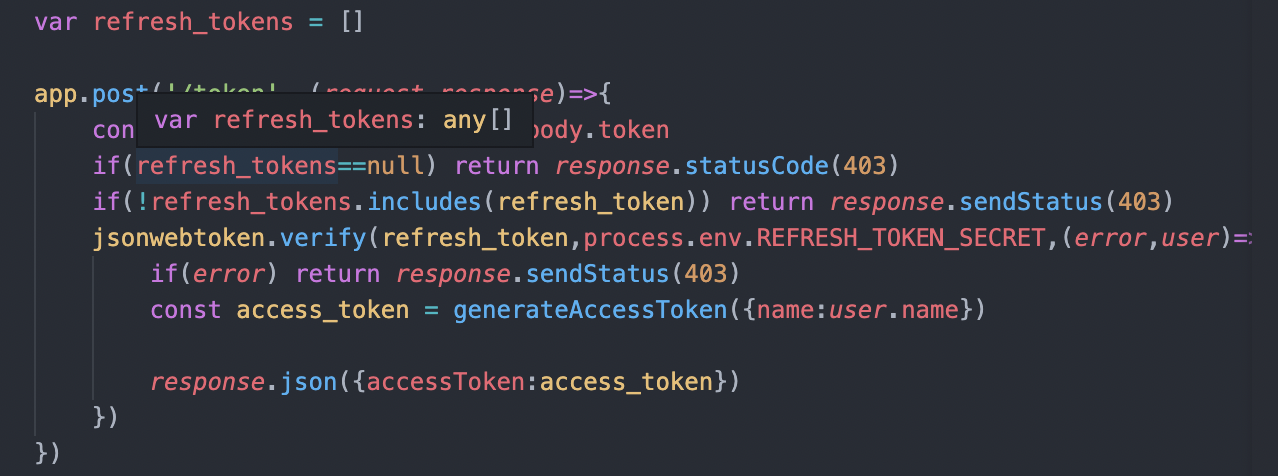 var refresh_tokens = []
app.post('/token' (request response)=>{
var refresh_tokens: any[]
con body.token
if(refresh_tokens==null) return response.statusCode(403)
if(!refresh_tokens.includes(refresh_token)) return response.sendStatus(403)
jsonwebtoken.verify(refresh_token,process.env.REFRESH_TOKEN_SECRET,(error,user)=>
if(error) return response.sendStatus(403)
const access_token = generateAccessToken({name:user.name})
response.json({accessToken:access_token})
})
})